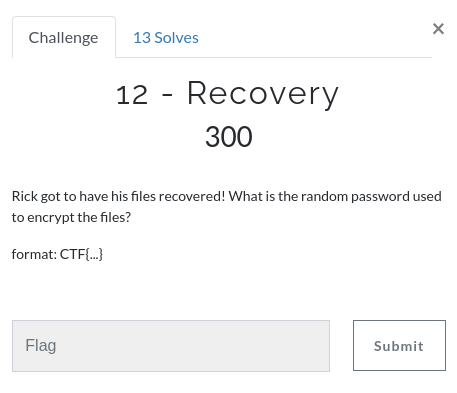 Challenge
13 Solves
×
12 - Recovery
300
Rick got to have his files recovered! What is the random password used
to encrypt the files?
format: CTF{...}
Flag
Submit